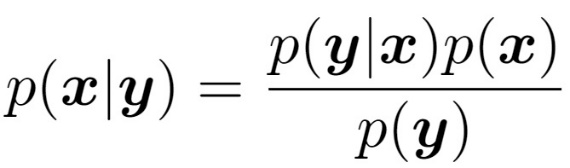 p(𝒙|𝒚) = p(𝒚|𝒙)p(𝒙) / p(𝒚)